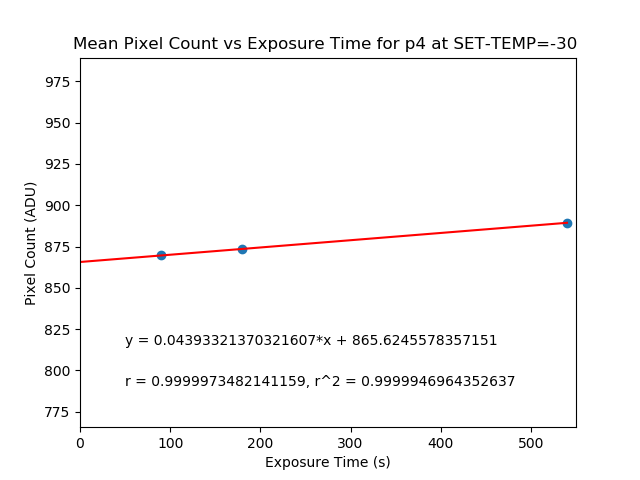 Mean Pixel Count vs Exposure Time for p4 at SET-TEMP=-30
975
950
925
900
875
850
825
800
775
Pixel Count (ADU)
y = 0.04393321370321607*x + 865.6245578357151
r = 0.9999973482141159, r^2 = 0.9999946964352637
0 100 200 300 400 500
Exposure Time (s)